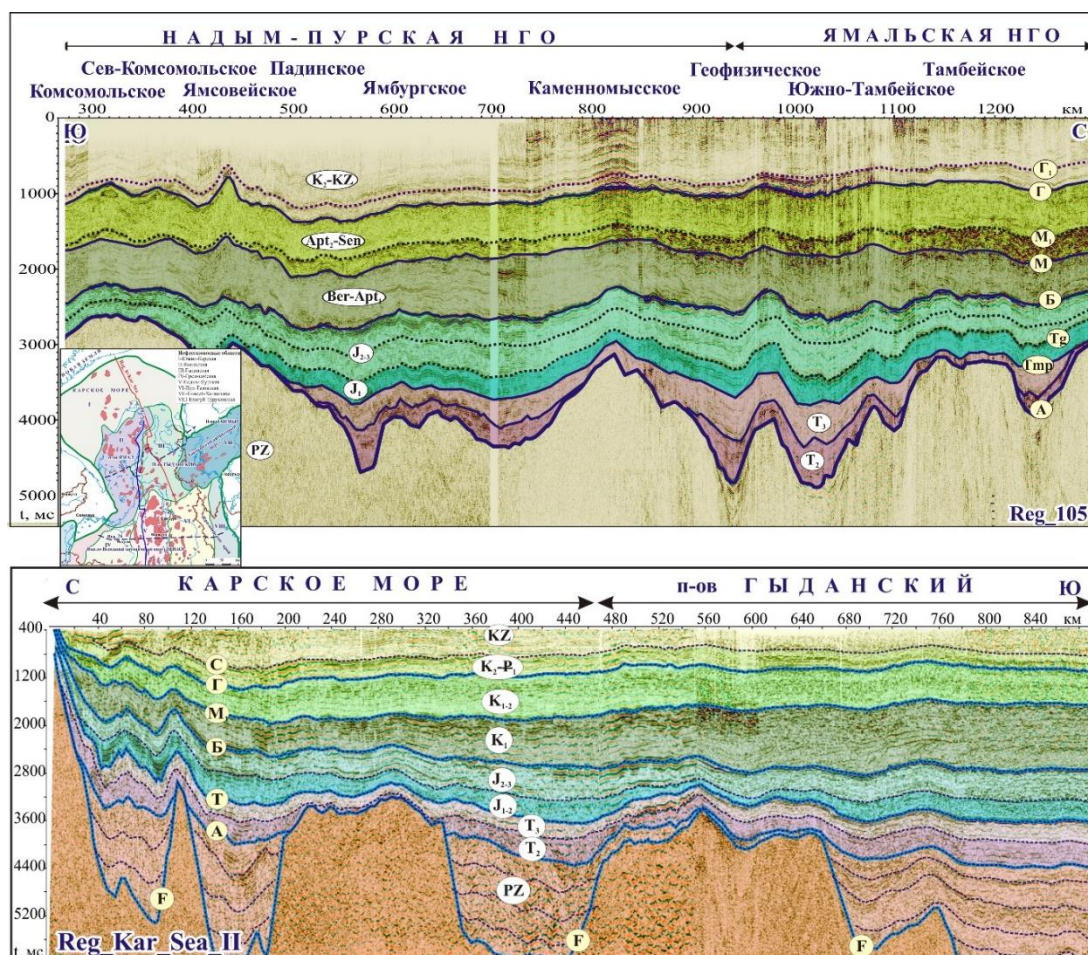 НАДЫМ-ПУРСКАЯ НГО ЯМАЛЬСКАЯ НГО
Сев-Комсомольское Падинское Геофизическое Тамбейское
Комсомольское Ямсовейское Ямбургское Каменномысское Южно-Тамбейское
300 400 500 600 700 800 900 1000 1100 1200 км
0
Ю С
K₂-KZ
Г₁
1000
Г
Apt₂-Sen
М₁
М
2000
Ber-Apt₁
Б
3000
J₂₋₃
Tg
Tmp
J₁
А
4000
T₃
PZ
T₂
5000
t, мс
Reg_105
КАРСКОЕ МОРЕ
I
II
III
С КАРСКОЕ МОРЕ п-ов ГЫДАНСКИЙ Ю
40 80 120 160 200 240 280 320 360 400 440 480 520 560 600 640 680 720 760 800 840 км
400
KZ
С
K₂-P₁
1200
Г
K₁₋₂
М
2000
K₁
Б
2800
J₂₋₃
Т
J₁₋₂
3600
T₃
А
T₂
4400
PZ
F
5200
F
F
t, мс
Reg_Kar_Sea_II